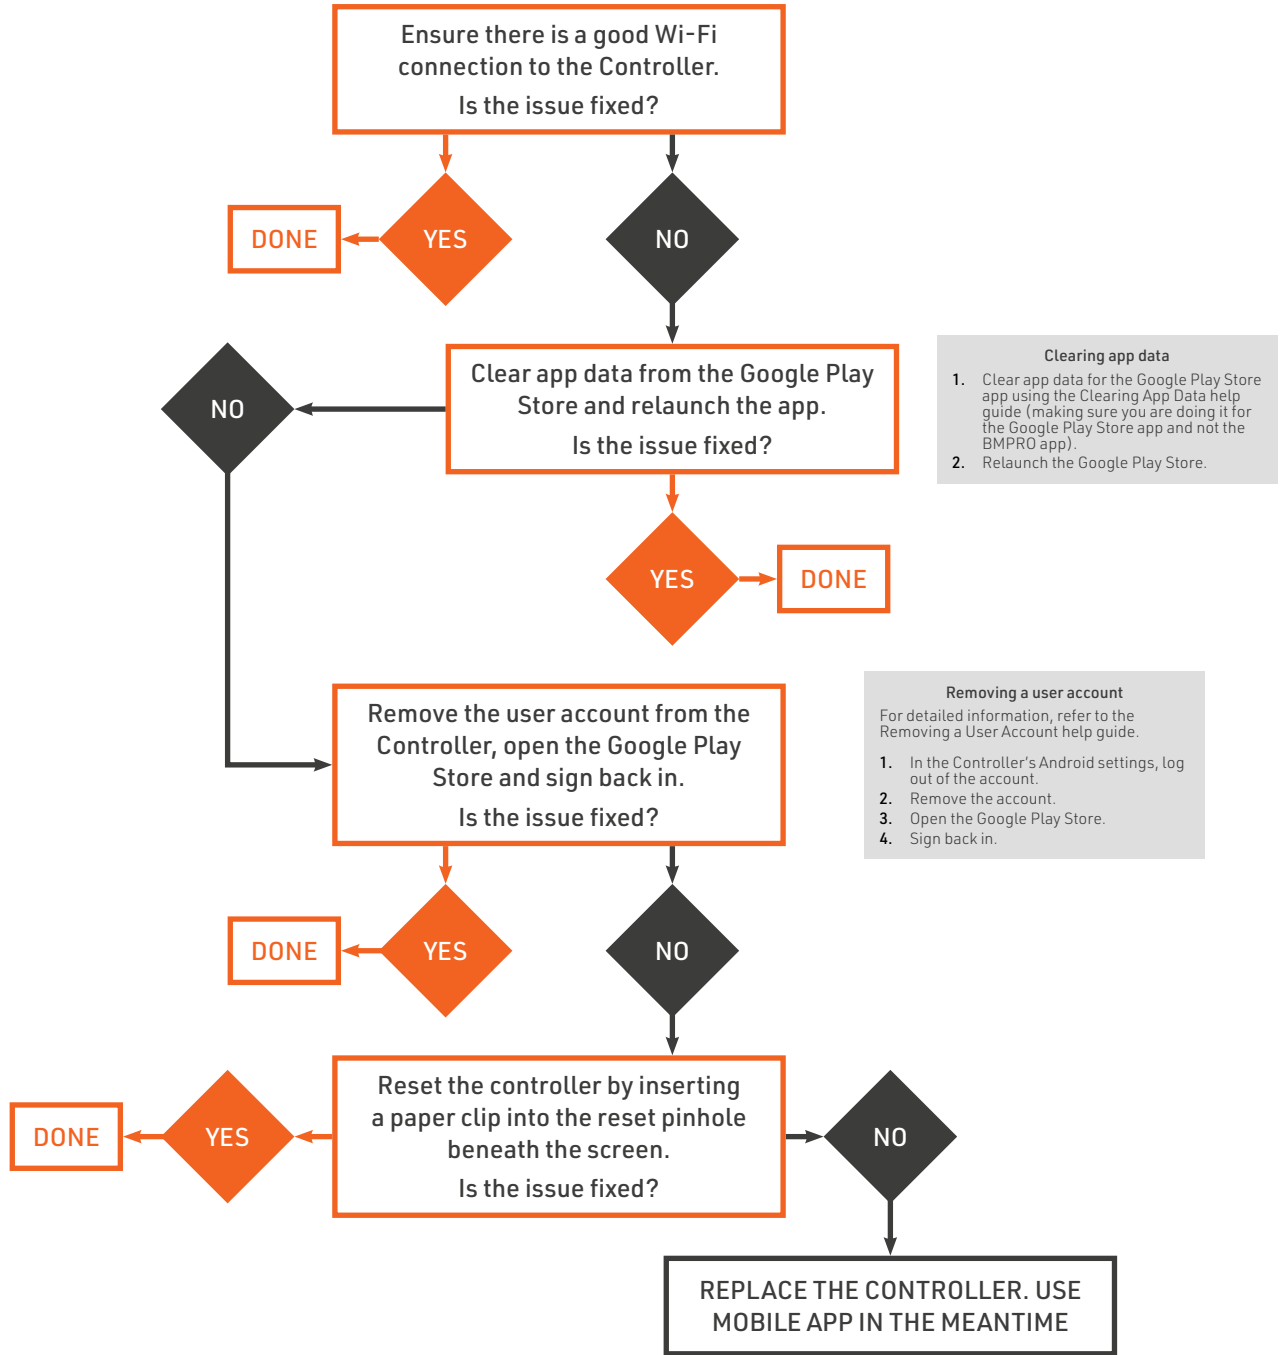 Ensure there is a good Wi-Fi
connection to the Controller.
Is the issue fixed?
DONE
YES
NO
NO
Clear app data from the Google Play
Store and relaunch the app.
Is the issue fixed?
Clearing app data
1. Clear app data for the Google Play Store
app using the Clearing App Data help
guide (making sure you are doing it for
the Google Play Store app and not the
BMPRO app).
2. Relaunch the Google Play Store.
YES
DONE
Remove the user account from the
Controller, open the Google Play
Store and sign back in.
Is the issue fixed?
Removing a user account
For detailed information, refer to the
Removing a User Account help guide.
1. In the Controller's Android settings, log
out of the account.
2. Remove the account.
3. Open the Google Play Store.
4. Sign back in.
DONE
YES
NO
Reset the controller by inserting
a paper clip into the reset pinhole
beneath the screen.
Is the issue fixed?
DONE
YES
NO
REPLACE THE CONTROLLER. USE
MOBILE APP IN THE MEANTIME